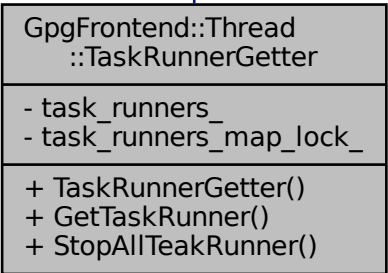 GpgFrontend::Thread
::TaskRunnerGetter
- task_runners_
- task_runners_map_lock_
+ TaskRunnerGetter()
+ GetTaskRunner()
+ StopAllTeakRunner()